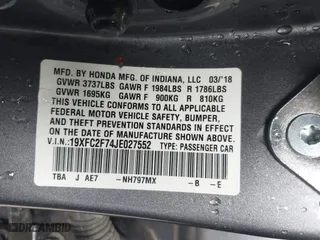 MFD. BY HONDA MFG. OF INDIANA, LLC 03/'18
GVWR 3737LBS GAWR F 1984LBS R 1786LBS
GVWR 1695KG GAWR F 900KG R 810KG
THIS VEHICLE CONFORMS TO ALL APPLICABLE
FEDERAL MOTOR VEHICLE SAFETY, BUMPER,
AND THEFT PREVENTION STANDARDS IN EFFECT
ON THE DATE OF MANUFACTURE SHOWN ABOVE.
V.I.N.:19XFC2F74JE027552 TYPE: PASSENGER CAR
TBA J AE7 -NH797MX -B -E